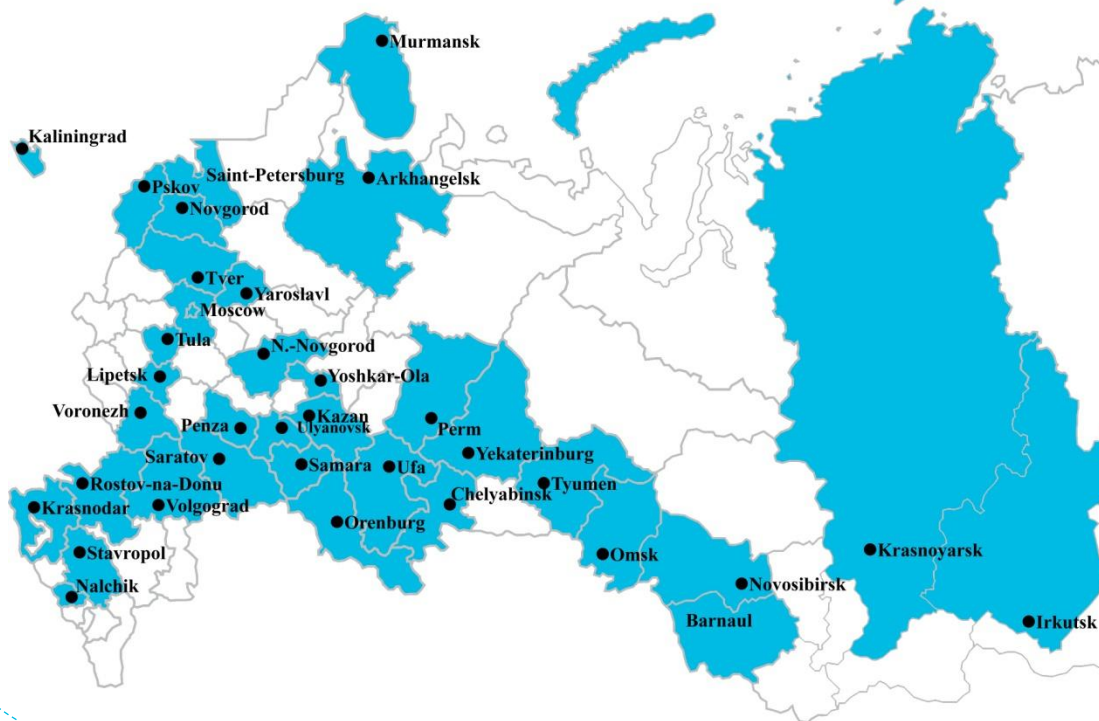 Murmansk
Kaliningrad
Saint-Petersburg
Arkhangelsk
Pskov
Novgorod
Tver
Yaroslavl
Moscow
Tula
N.-Novgorod
Lipetsk
Yoshkar-Ola
Voronezh
Kazan
Penza
Ulyanovsk
Perm
Saratov
Samara
Ufa
Yekaterinburg
Rostov-na-Donu
Tyumen
Chelyabinsk
Krasnodar
Volgograd
Orenburg
Stavropol
Omsk
Krasnoyarsk
Nalchik
Novosibirsk
Barnaul
Irkutsk